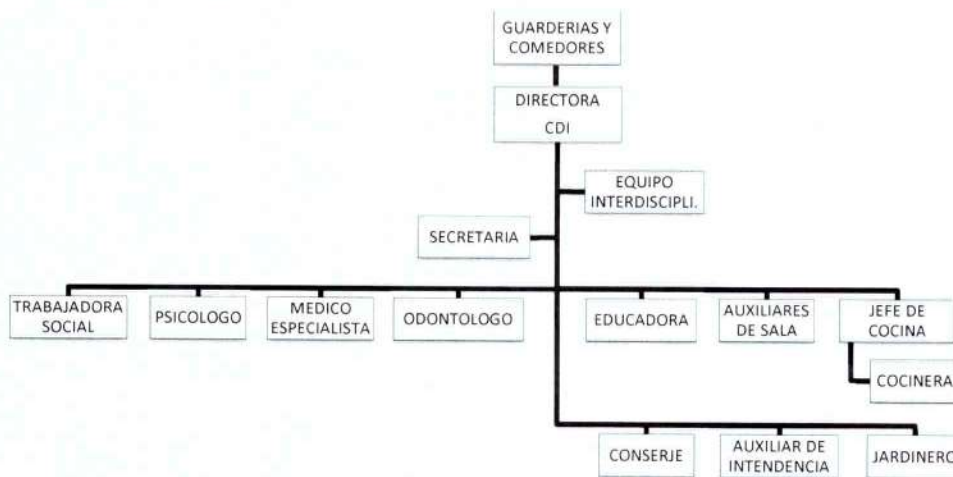 GUARDERIAS Y
COMEDORES
DIRECTORA
CDI
EQUIPO
INTERDISCIPLI.
SECRETARIA
TRABAJADORA
SOCIAL
PSICOLOGO
MEDICO
ESPECIALISTA
ODONTOLOGO
EDUCADORA
AUXILIARES
DE SALA
JEFE DE
COCINA
COCINERA
CONSERJE
AUXILIAR DE
INTENDENCIA
JARDINERO